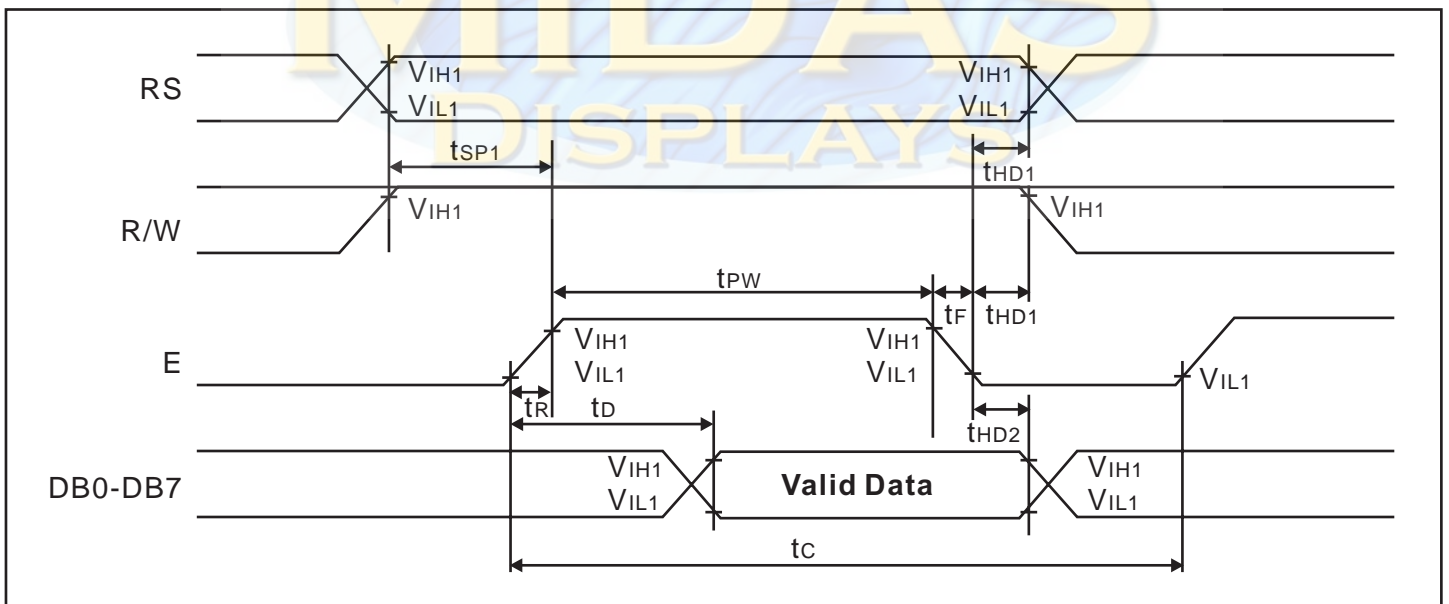 MIDAS
DISPLAYS
RS
VIH1
VIL1
VIH1
VIL1
tSP1
tHD1
R/W
VIH1
VIH1
tPW
tF
tHD1
E
VIH1
VIL1
VIH1
VIL1
VIL1
tR
tD
tHD2
DB0-DB7
VIH1
VIL1
Valid Data
VIH1
VIL1
tC